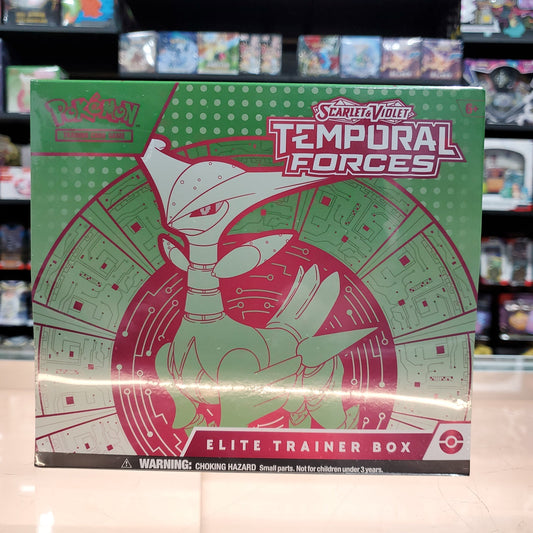 POKÉMON
TRADING CARD GAME
SCARLET & VIOLET
TEMPORAL
FORCES
6+
ELITE TRAINER BOX
WARNING: CHOKING HAZARD Small parts. Not for children under 3 years.